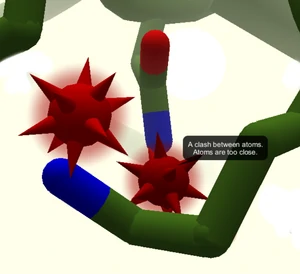 A clash between atoms.
Atoms are too close.